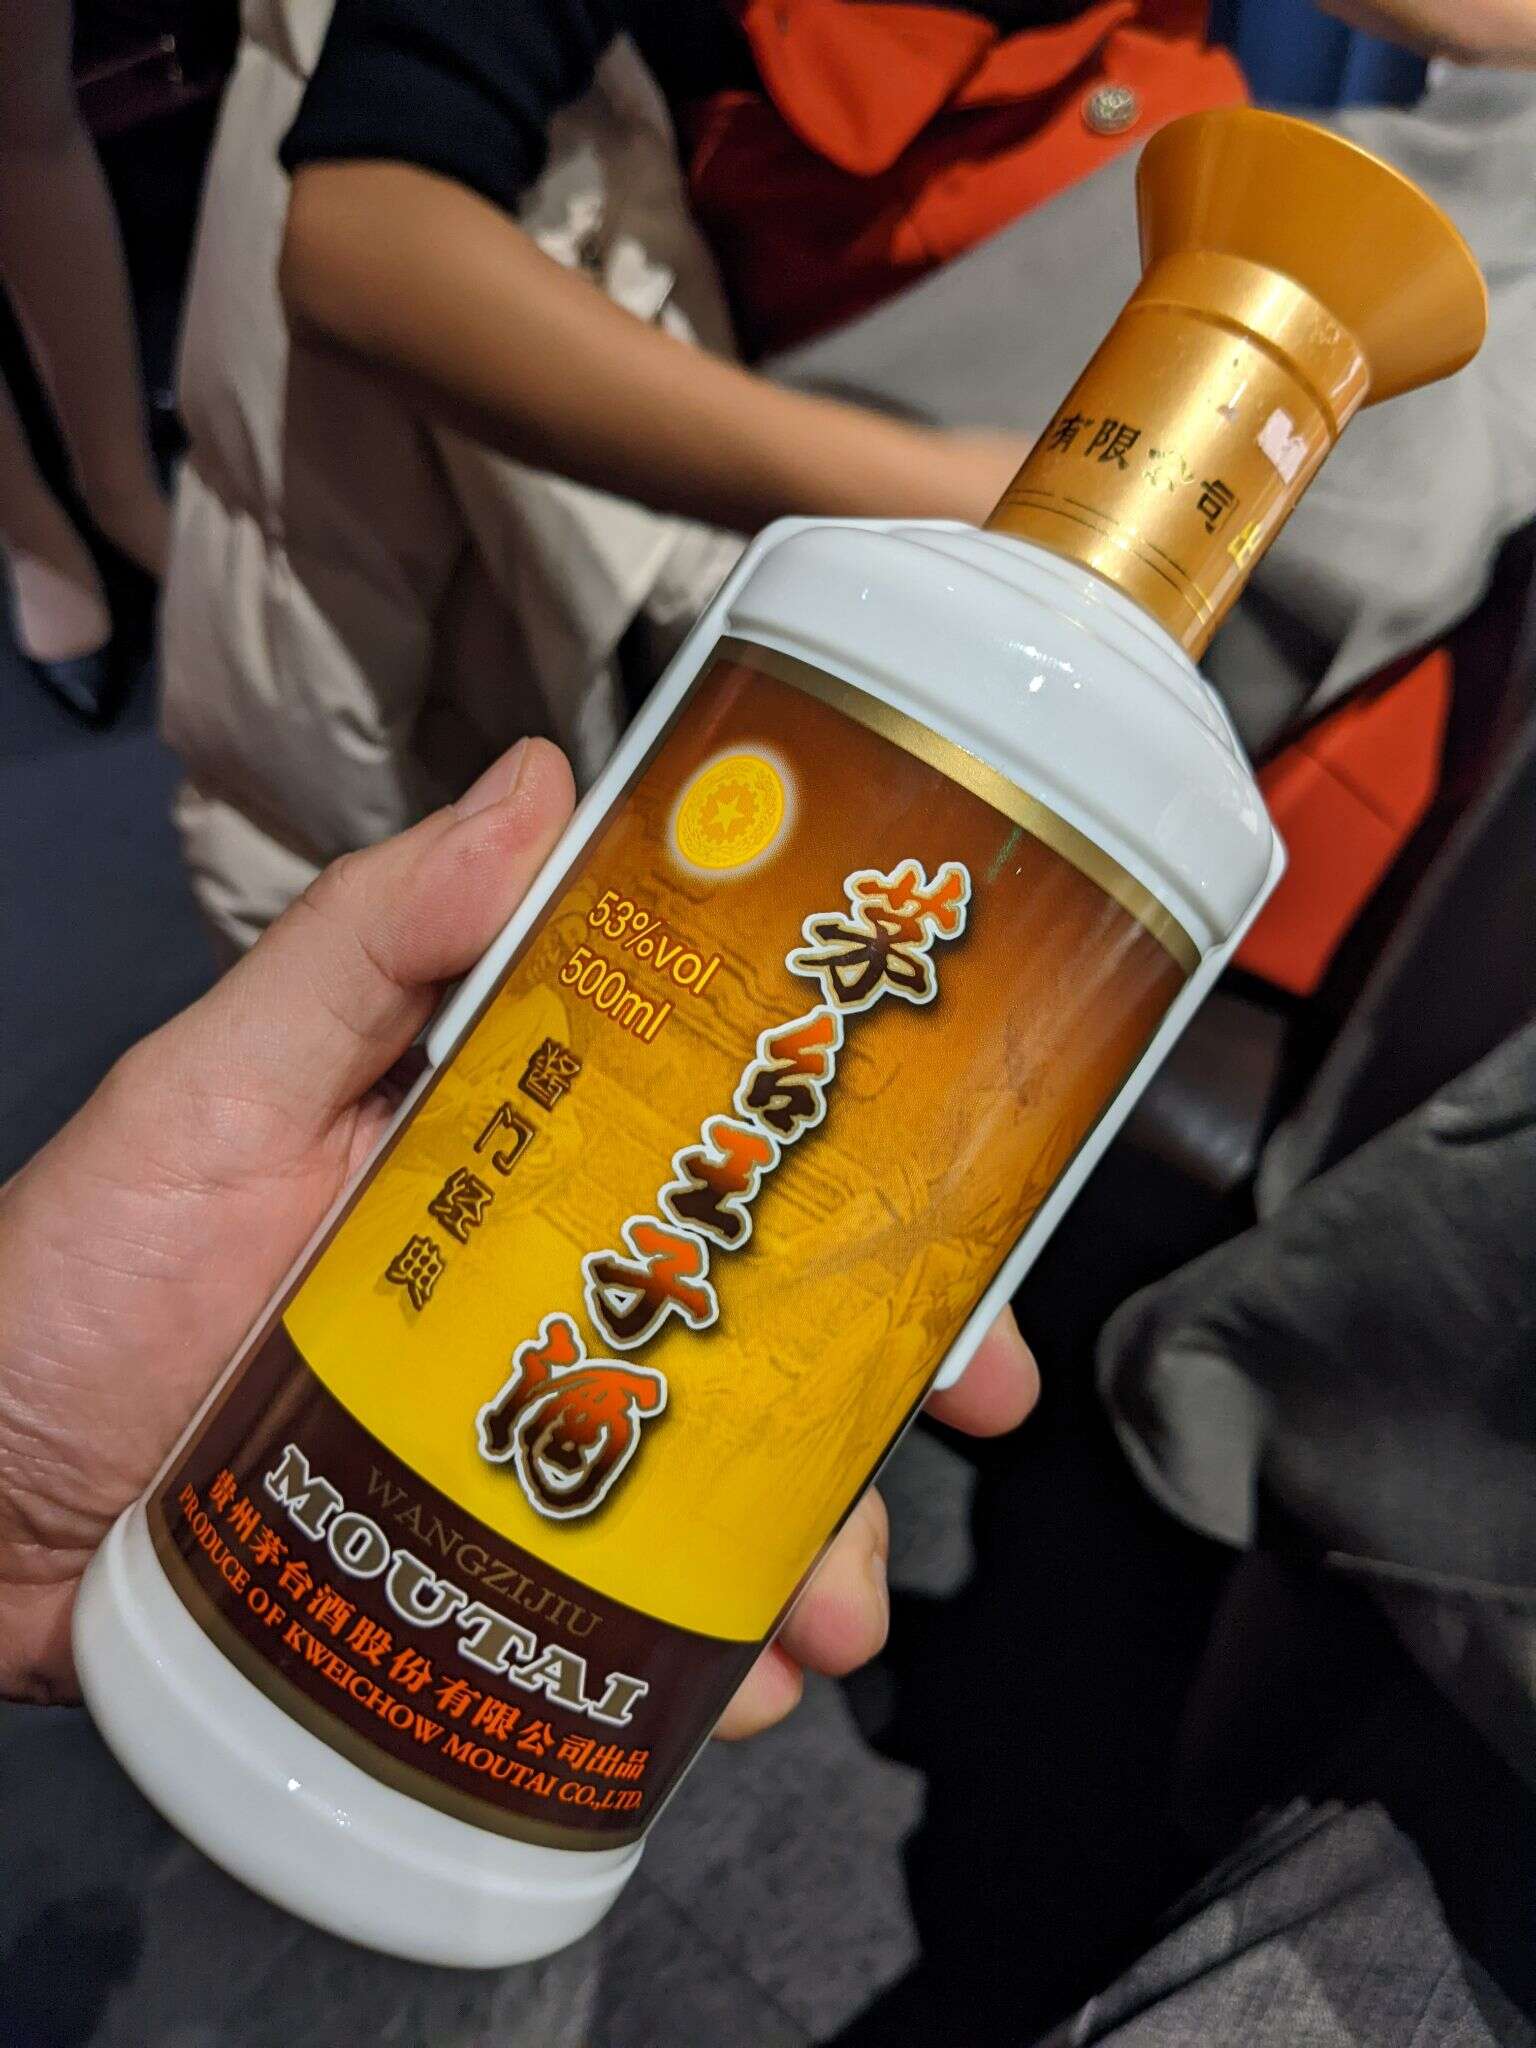 有限公司
53%vol
500ml
茅台王子酒
酱门经典
WANGZIJIU
MOUTAI
贵州茅台酒股份有限公司出品
PRODUCE OF KWEICHOW MOUTAI CO.,LTD.